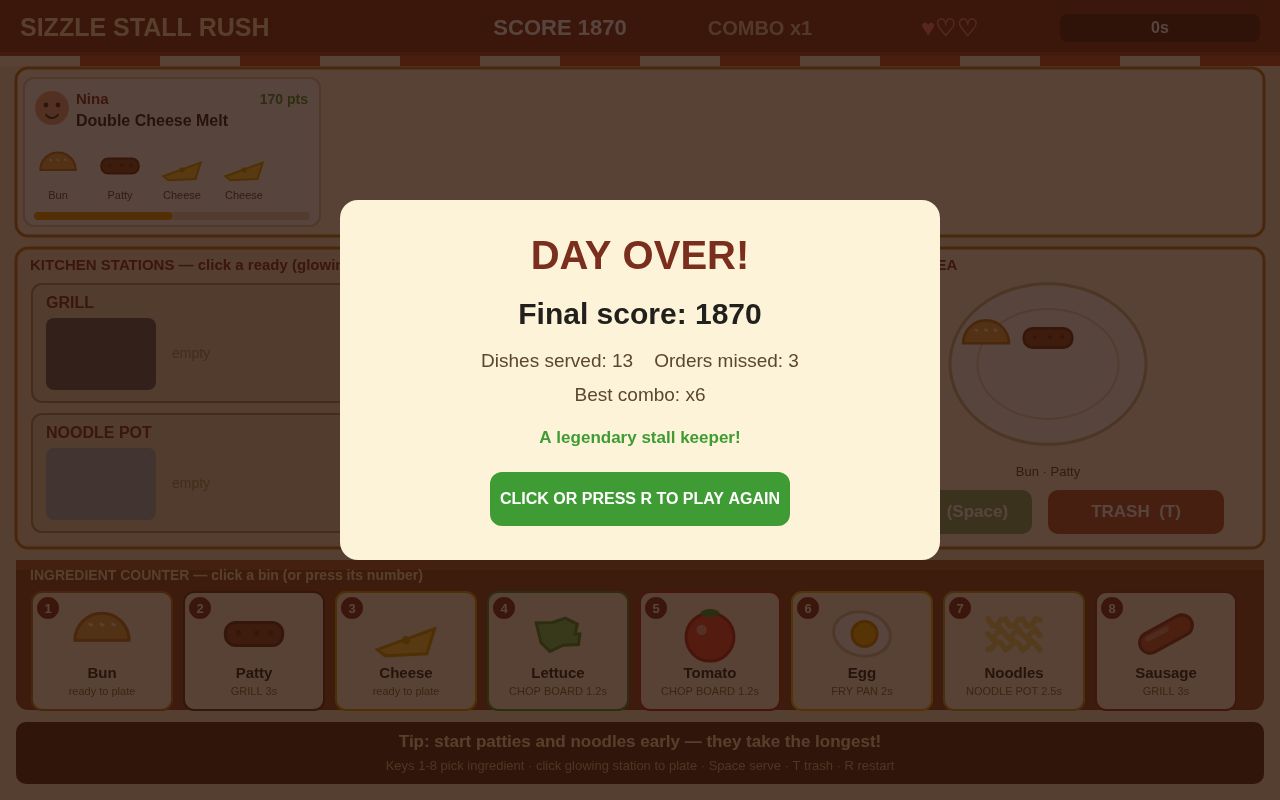 SIZZLE STALL RUSH
SCORE 1870
COMBO x1
♥♡♡
0s
Nina
170 pts
Double Cheese Melt
Bun
Patty
Cheese
Cheese
KITCHEN STATIONS — click a ready (glowin
EA
GRILL
empty
NOODLE POT
empty
DAY OVER!
Final score: 1870
Dishes served: 13 Orders missed: 3
Best combo: x6
A legendary stall keeper!
CLICK OR PRESS R TO PLAY AGAIN
Bun · Patty
(Space)
TRASH (T)
INGREDIENT COUNTER — click a bin (or press its number)
1
Bun
ready to plate
2
Patty
GRILL 3s
3
Cheese
ready to plate
4
Lettuce
CHOP BOARD 1.2s
5
Tomato
CHOP BOARD 1.2s
6
Egg
FRY PAN 2s
7
Noodles
NOODLE POT 2.5s
8
Sausage
GRILL 3s
Tip: start patties and noodles early — they take the longest!
Keys 1-8 pick ingredient · click glowing station to plate · Space serve · T trash · R restart